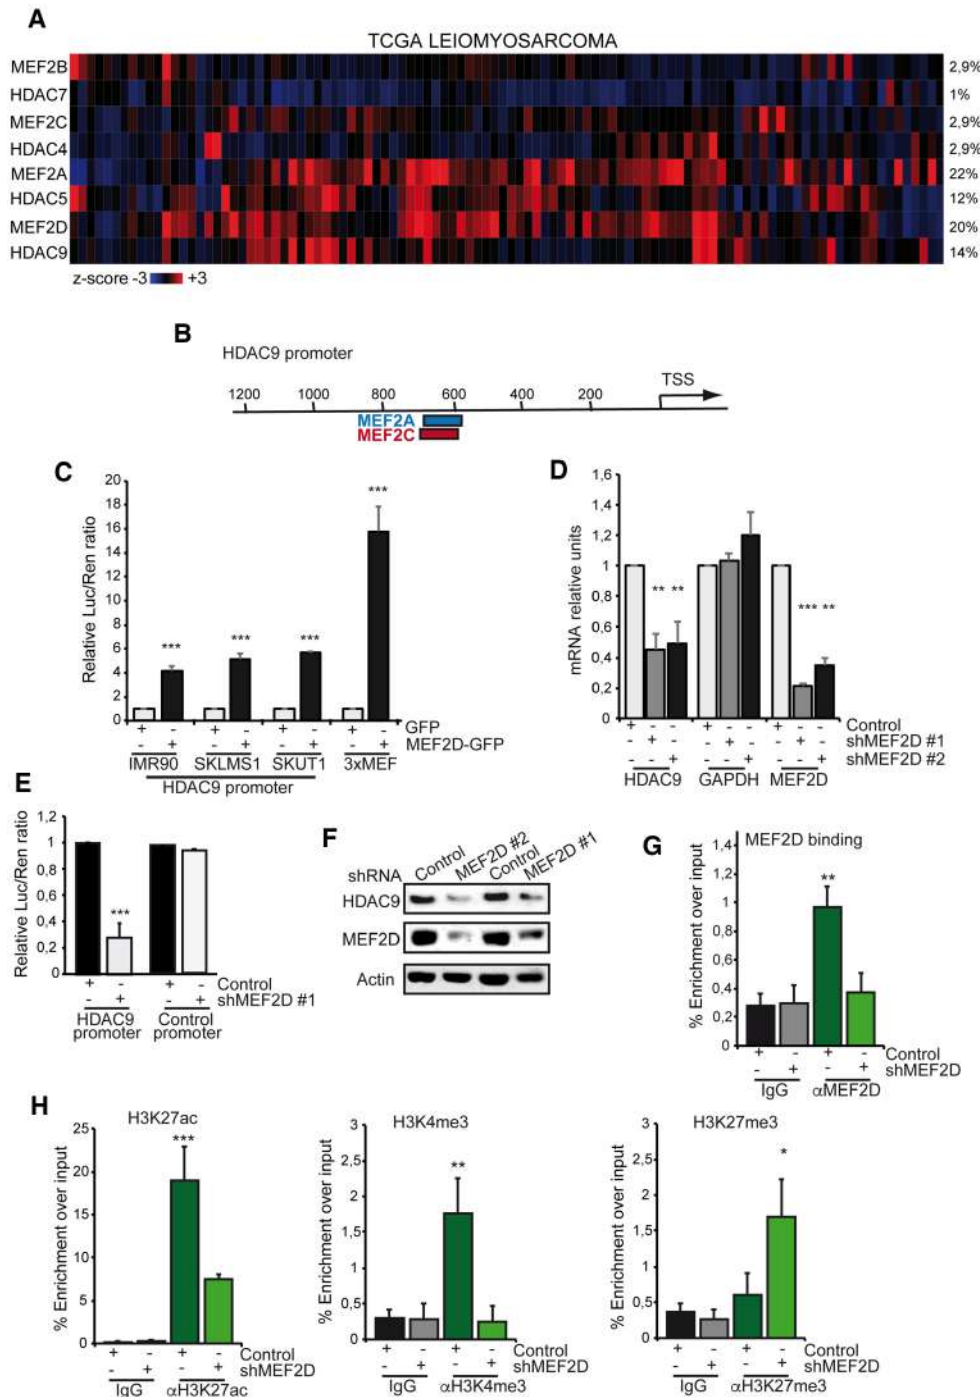 A
TCGA LEIOMYOSARCOMA
MEF2B 2,9%
HDAC7 1%
MEF2C 2,9%
HDAC4 2,9%
MEF2A 22%
HDAC5 12%
MEF2D 20%
HDAC9 14%
z-score -3 +3
B
HDAC9 promoter
TSS
1200 1000 800 600 400 200
MEF2A
MEF2C
C
Relative Luc/Ren ratio
20
18
16
14
12
10
8
6
4
2
0
*** *** *** ***
+ - + - + - + - GFP
- + - + - + - + MEF2D-GFP
IMR90 SKLMS1 SKUT1 3xMEF
HDAC9 promoter
D
mRNA relative units
1,6
1,4
1,2
1
0,8
0,6
0,4
0,2
0
** ** *** **
+ - - + - - + - - Control
- + - - + - - + - shMEF2D #1
- - + - - + - - + shMEF2D #2
HDAC9 GAPDH MEF2D
E
Relative Luc/Ren ratio
1,2
1
0,8
0,6
0,4
0,2
0
***
+ - + - Control
- + - + shMEF2D #1
HDAC9 Control
promoter promoter
F
shRNA Control MEF2D #2 Control MEF2D #1
HDAC9
MEF2D
Actin
G
MEF2D binding
% Enrichment over input
1,4
1,2
0,8
0,4
0,2
0
**
+ - + - Control
- + - + shMEF2D
IgG αMEF2D
H
H3K27ac
% Enrichment over input
25
20
15
10
5
0
***
+ - + - Control
- + - + shMEF2D
IgG αH3K27ac
H3K4me3
% Enrichment over input
3
2,5
2
1,5
1
0,5
0
**
+ - + - Control
- + - + shMEF2D
IgG αH3K4me3
H3K27me3
% Enrichment over input
3
2,5
2
1,5
1
0,5
0
*
+ - + - Control
- + - + shMEF2D
IgG αH3K27me3